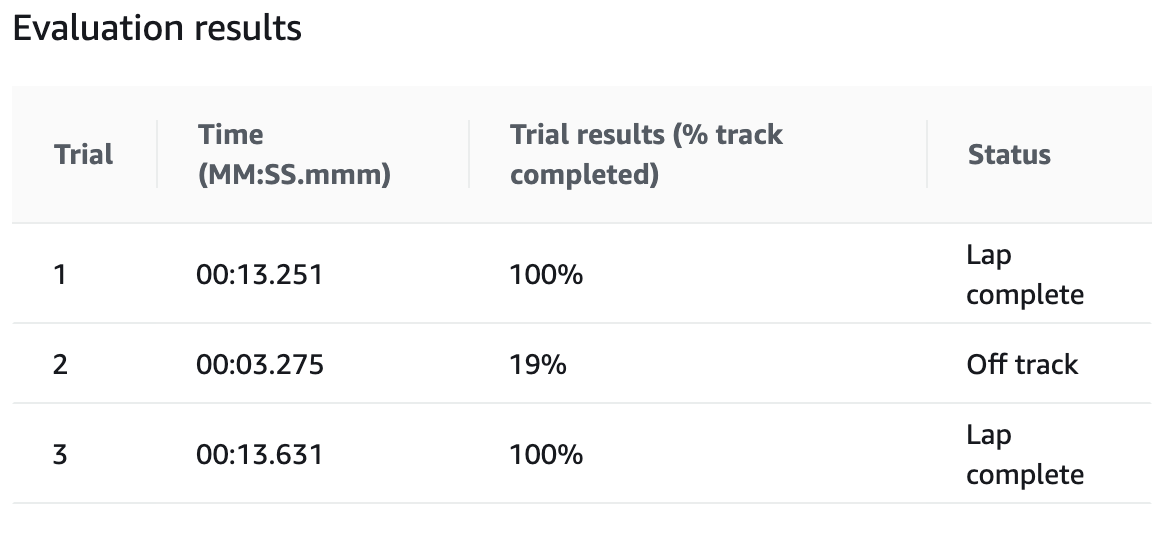 Evaluation results
Trial
Time
(MM:SS.mmm)
Trial results (% track
completed)
Status
1
00:13.251
100%
Lap
complete
2
00:03.275
19%
Off track
3
00:13.631
100%
Lap
complete